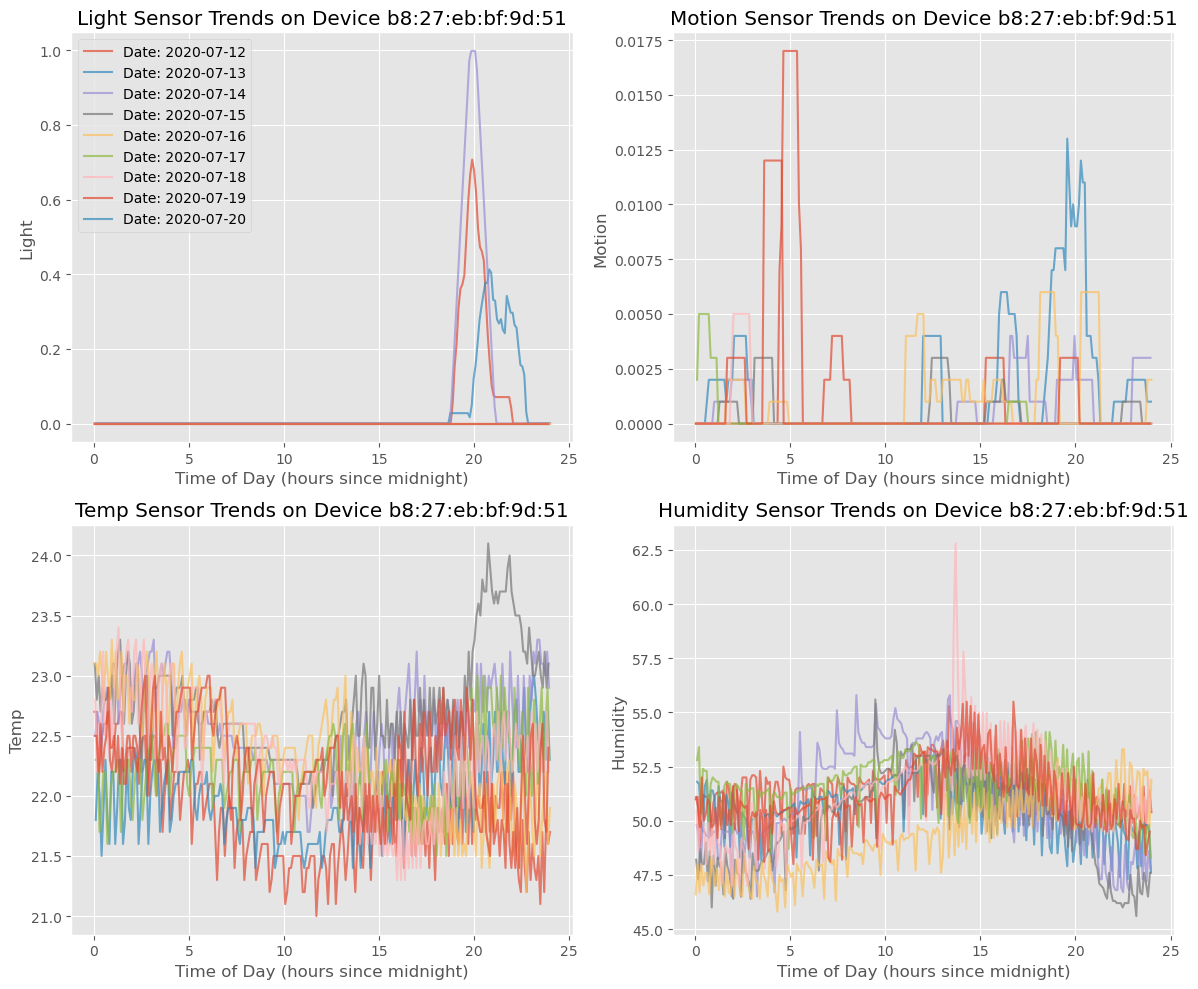 Light Sensor Trends on Device b8:27:eb:bf:9d:51
1.0
0.8
0.6
0.4
0.2
0.0
Light
Date: 2020-07-12
Date: 2020-07-13
Date: 2020-07-14
Date: 2020-07-15
Date: 2020-07-16
Date: 2020-07-17
Date: 2020-07-18
Date: 2020-07-19
Date: 2020-07-20
0 5 10 15 20 25
Time of Day (hours since midnight)
Motion Sensor Trends on Device b8:27:eb:bf:9d:51
0.0175
0.0150
0.0125
0.0100
0.0075
0.0050
0.0025
0.0000
Motion
0 5 10 15 20 25
Time of Day (hours since midnight)
Temp Sensor Trends on Device b8:27:eb:bf:9d:51
24.0
23.5
23.0
22.5
22.0
21.5
21.0
Temp
0 5 10 15 20 25
Time of Day (hours since midnight)
Humidity Sensor Trends on Device b8:27:eb:bf:9d:51
62.5
60.0
57.5
55.0
52.5
50.0
47.5
45.0
Humidity
0 5 10 15 20 25
Time of Day (hours since midnight)